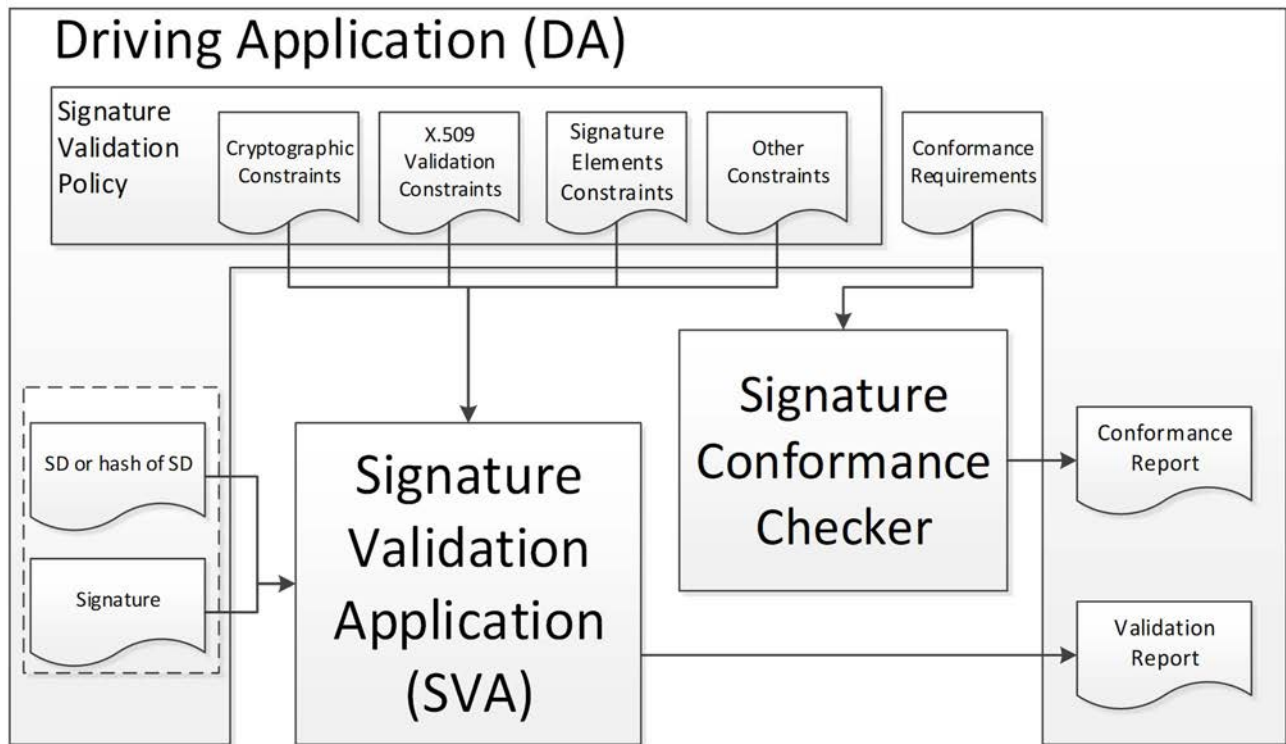 Driving Application (DA)
Signature
Validation
Policy
Cryptographic
Constraints
X.509
Validation
Constraints
Signature
Elements
Constraints
Other
Constraints
Conformance
Requirements
SD or hash of SD
Signature
Signature
Validation
Application
(SVA)
Signature
Conformance
Checker
Conformance
Report
Validation
Report